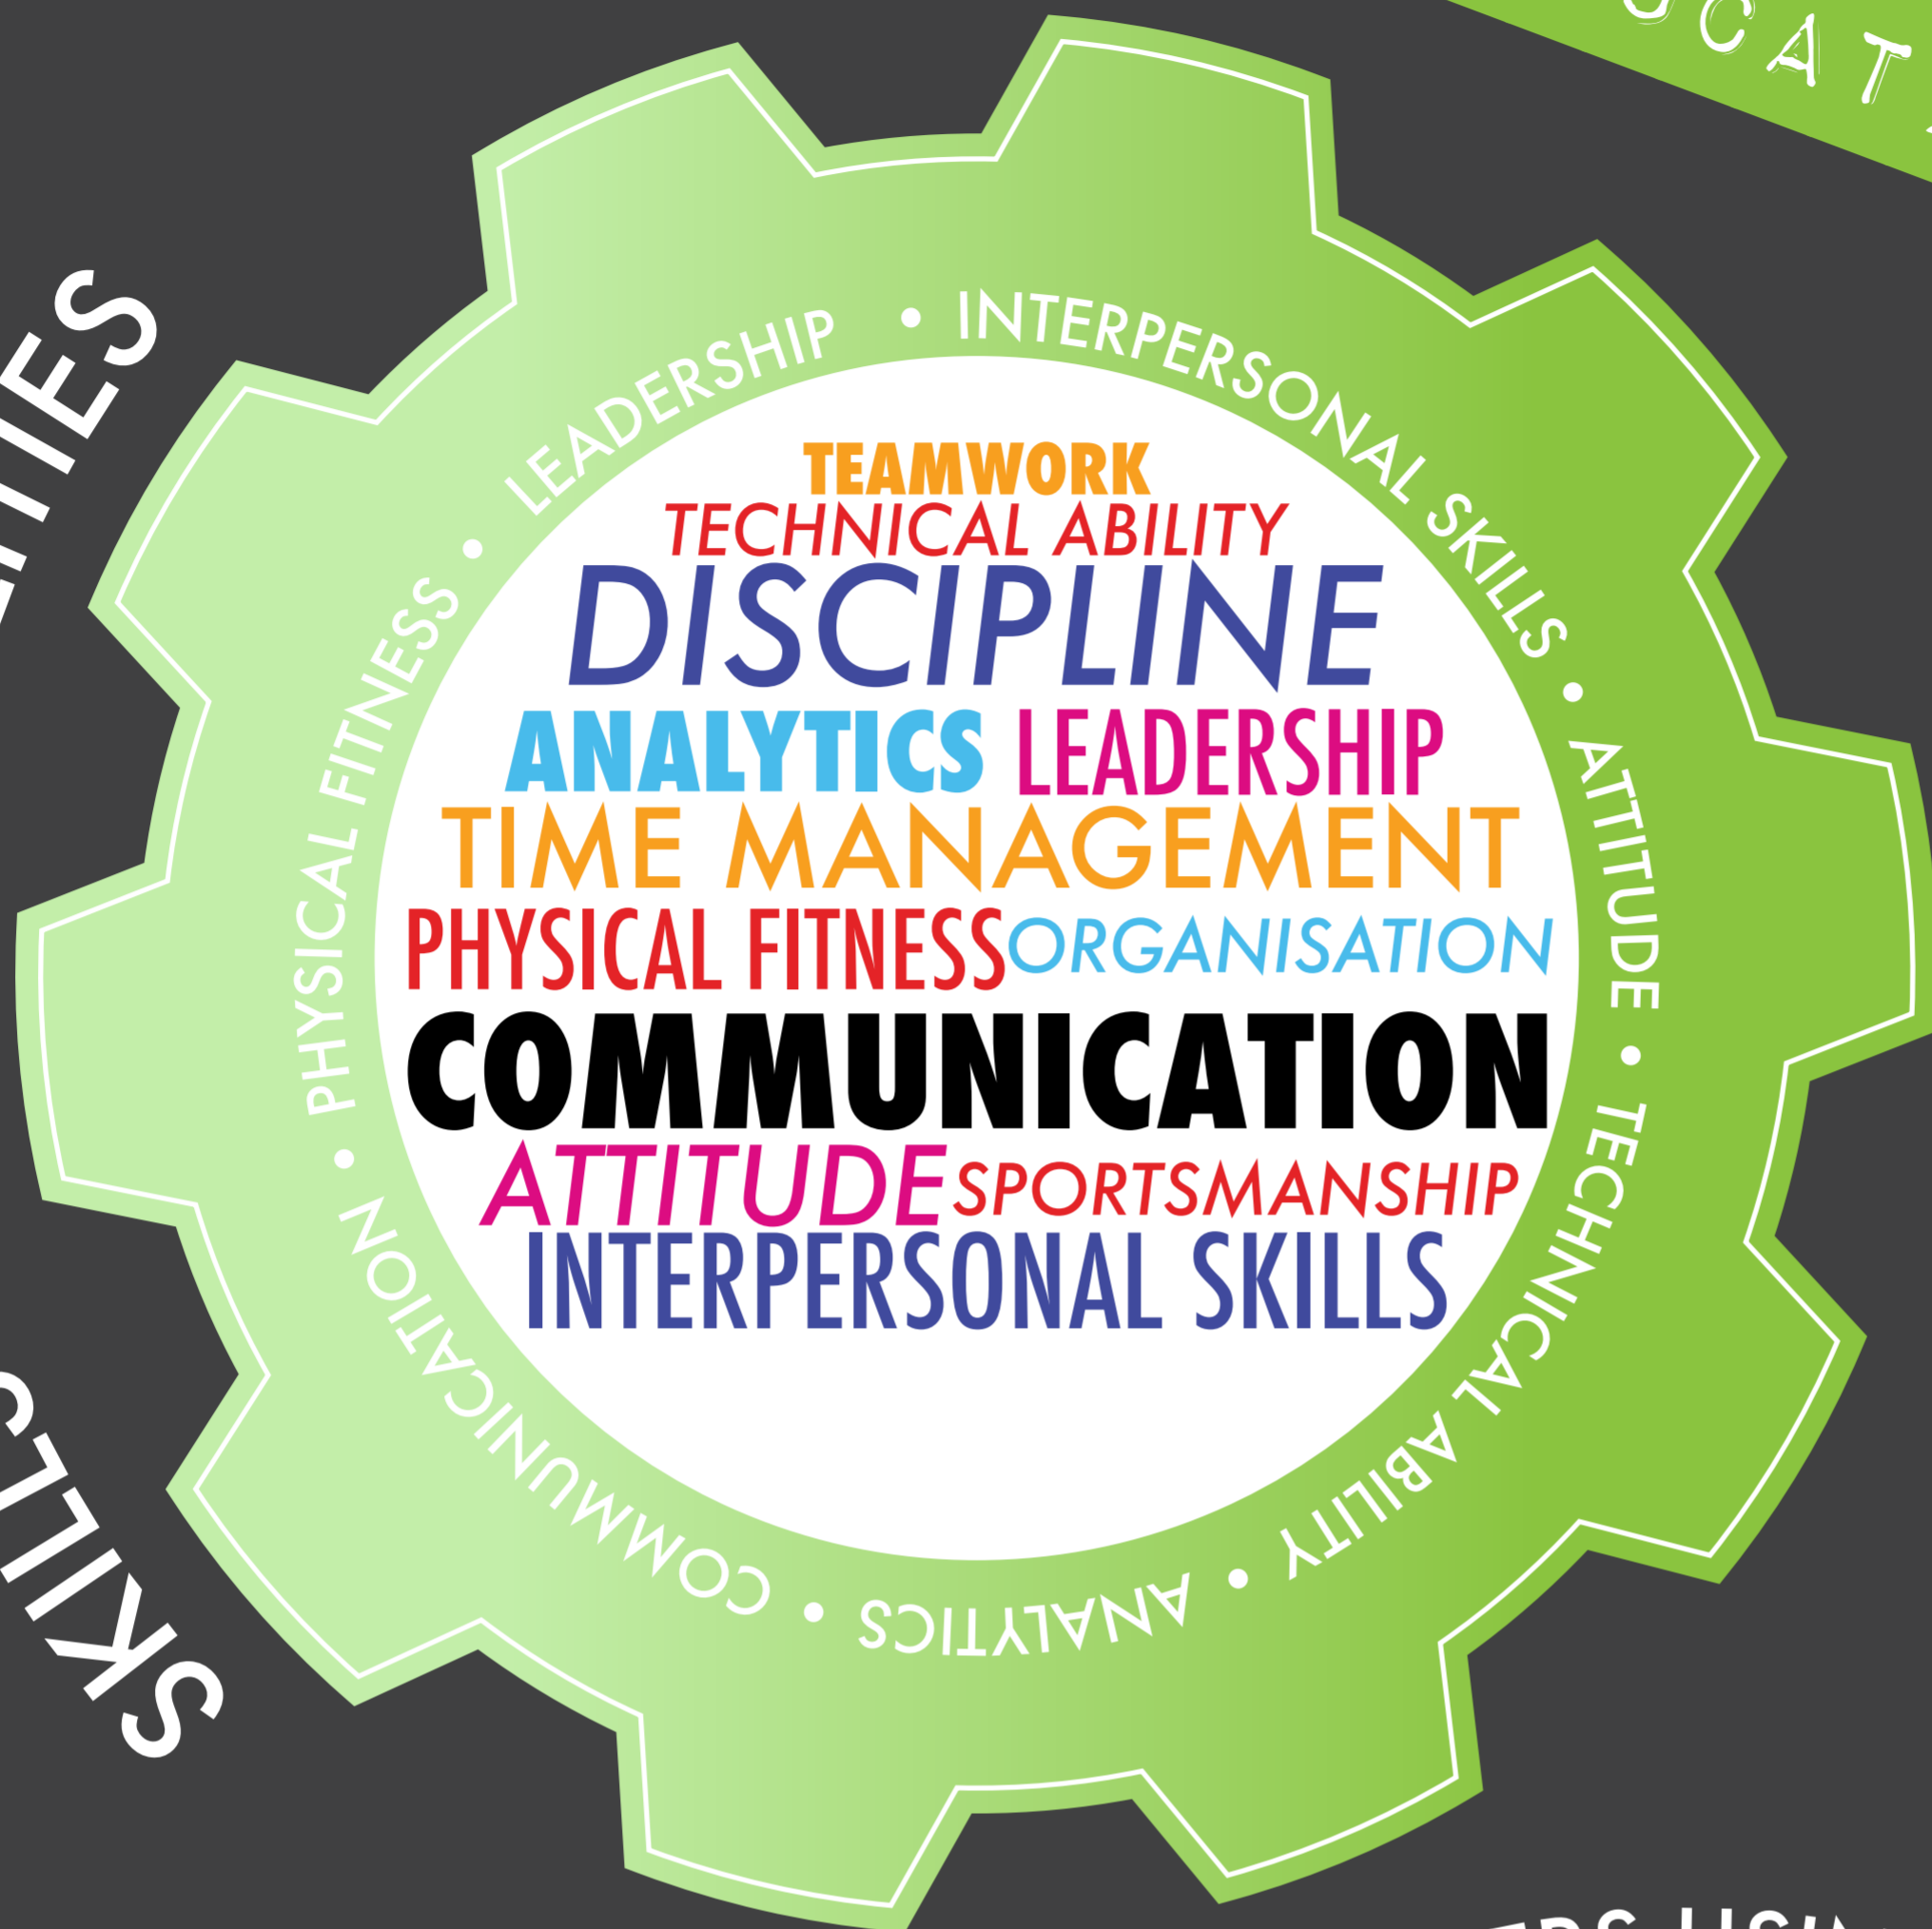 TEAMWORK
TECHNICAL ABILITY
DISCIPLINE
ANALYTICS LEADERSHIP
TIME MANAGEMENT
PHYSICAL FITNESS ORGANISATION
COMMUNICATION
ATTITUDE SPORTSMANSHIP
INTERPERSONAL SKILLS
LEADERSHIP • INTERPERSONAL SKILLS • ATTITUDE • TECHNICAL ABILITY • ANALYTICS • COMMUNICATION • PHYSICAL FITNESS •
SKILLS